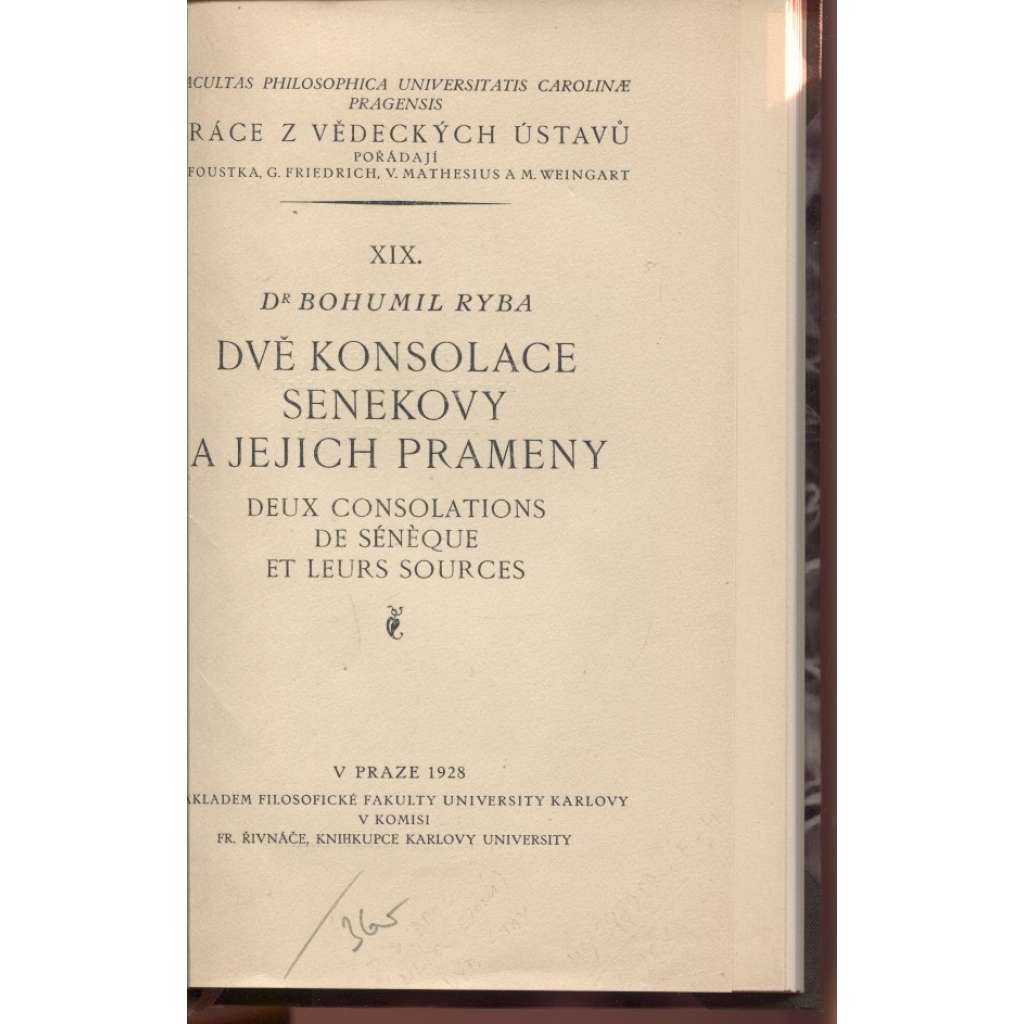 ACULTAS PHILOSOPHICA UNIVERSITATIS CAROLINÆ
PRAGENSIS
RÁCE Z VĚDECKÝCH ÚSTAVŮ
POŘÁDAJÍ
FOUSTKA, G. FRIEDRICH, V. MATHESIUS A M. WEINGART
XIX.
DR BOHUMIL RYBA
DVĚ KONSOLACE
SENEKOVY
A JEJICH PRAMENY
DEUX CONSOLATIONS
DE SÉNÈQUE
ET LEURS SOURCES
V PRAZE 1928
AKLADEM FILOSOFICKÉ FAKULTY UNIVERSITY KARLOVY
V KOMISI
FR. ŘIVNÁČE, KNIHKUPCE KARLOVY UNIVERSITY
365